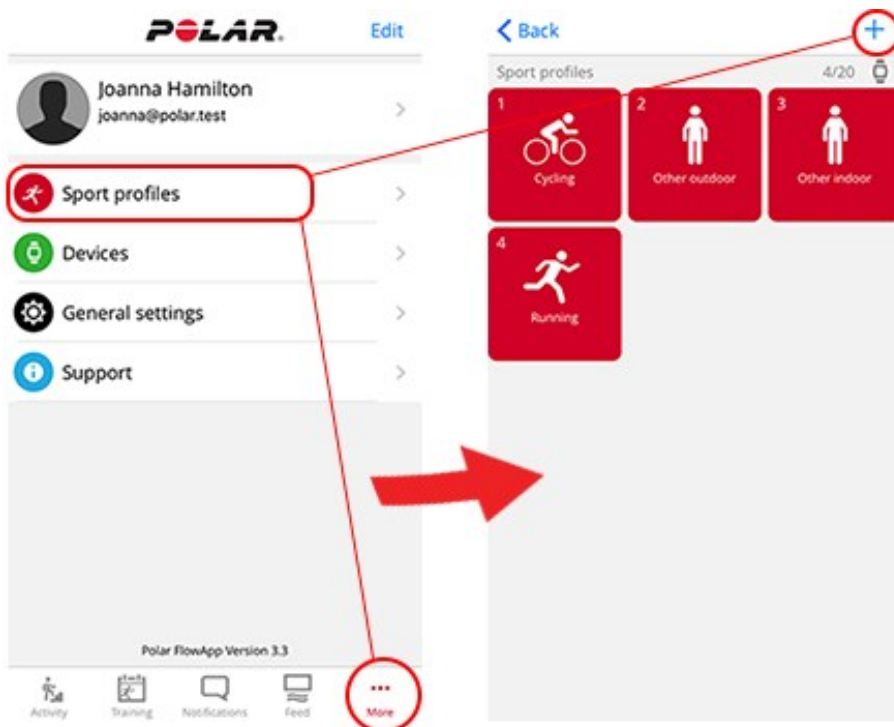 POLAR.
Edit
Joanna Hamilton
joanna@polar.test
Sport profiles
Devices
General settings
Support
Polar FlowApp Version 3.3
Activity
Training
Notifications
Feed
More
Back
Sport profiles
4/20
1
Cycling
2
Other outdoor
3
Other indoor
4
Running